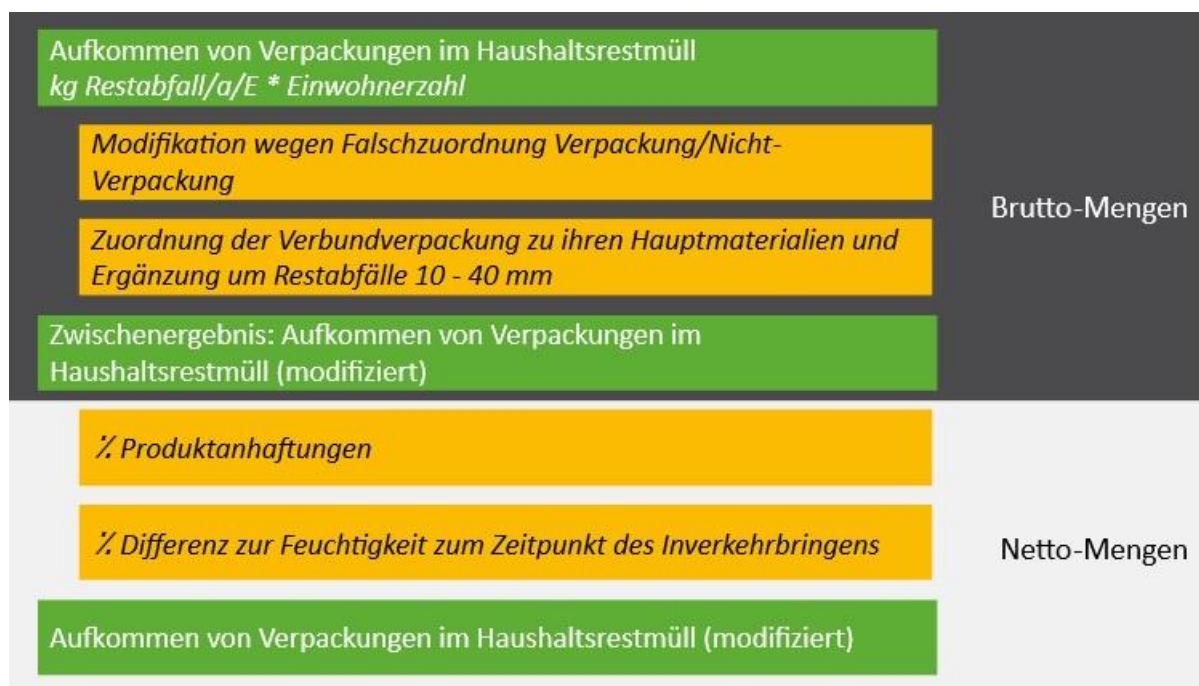 Aufkommen von Verpackungen im Haushaltsrestmüll
kg Restabfall/a/E * Einwohnerzahl
Modifikation wegen Falschzuordnung Verpackung/Nicht-
Verpackung
Brutto-Mengen
Zuordnung der Verbundverpackung zu ihren Hauptmaterialien und
Ergänzung um Restabfälle 10 - 40 mm
Zwischenergebnis: Aufkommen von Verpackungen im
Haushaltsrestmüll (modifiziert)
⁒ Produktanhaftungen
⁒ Differenz zur Feuchtigkeit zum Zeitpunkt des Inverkehrbringens
Netto-Mengen
Aufkommen von Verpackungen im Haushaltsrestmüll (modifiziert)